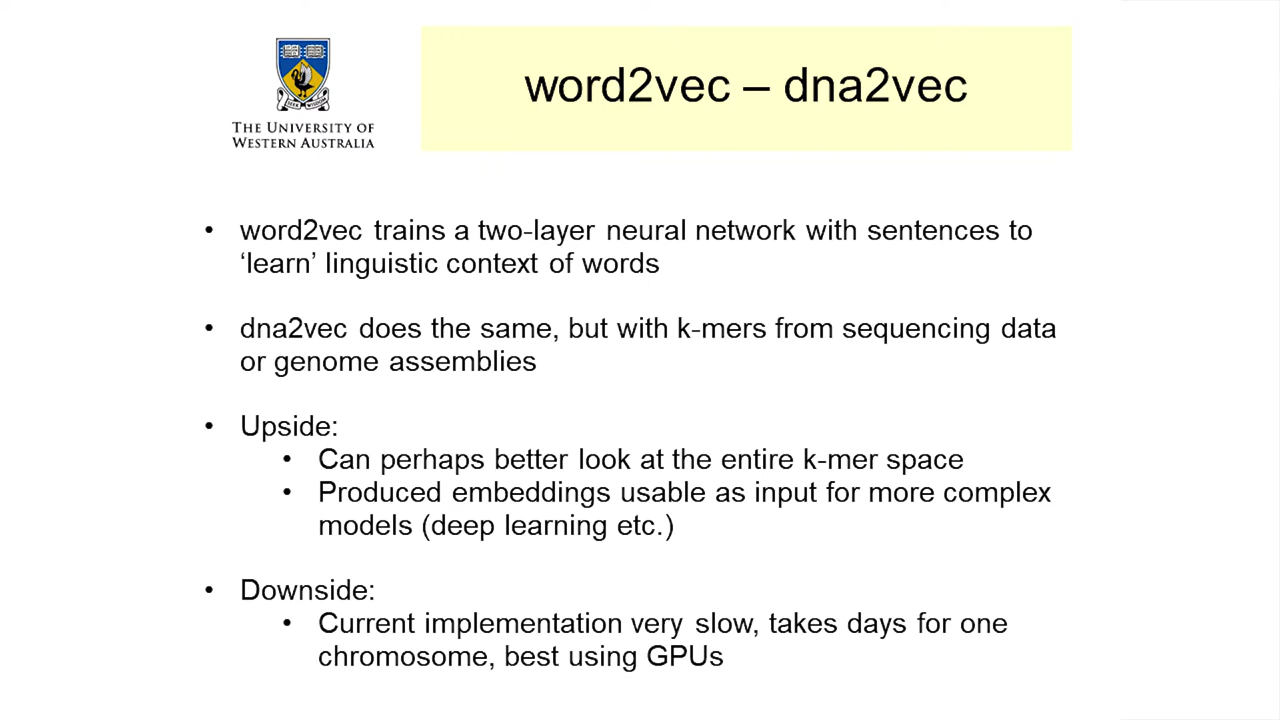 THE UNIVERSITY OF
WESTERN AUSTRALIA
word2vec – dna2vec
• word2vec trains a two-layer neural network with sentences to
‘learn’ linguistic context of words
• dna2vec does the same, but with k-mers from sequencing data
or genome assemblies
• Upside:
• Can perhaps better look at the entire k-mer space
• Produced embeddings usable as input for more complex
models (deep learning etc.)
• Downside:
• Current implementation very slow, takes days for one
chromosome, best using GPUs